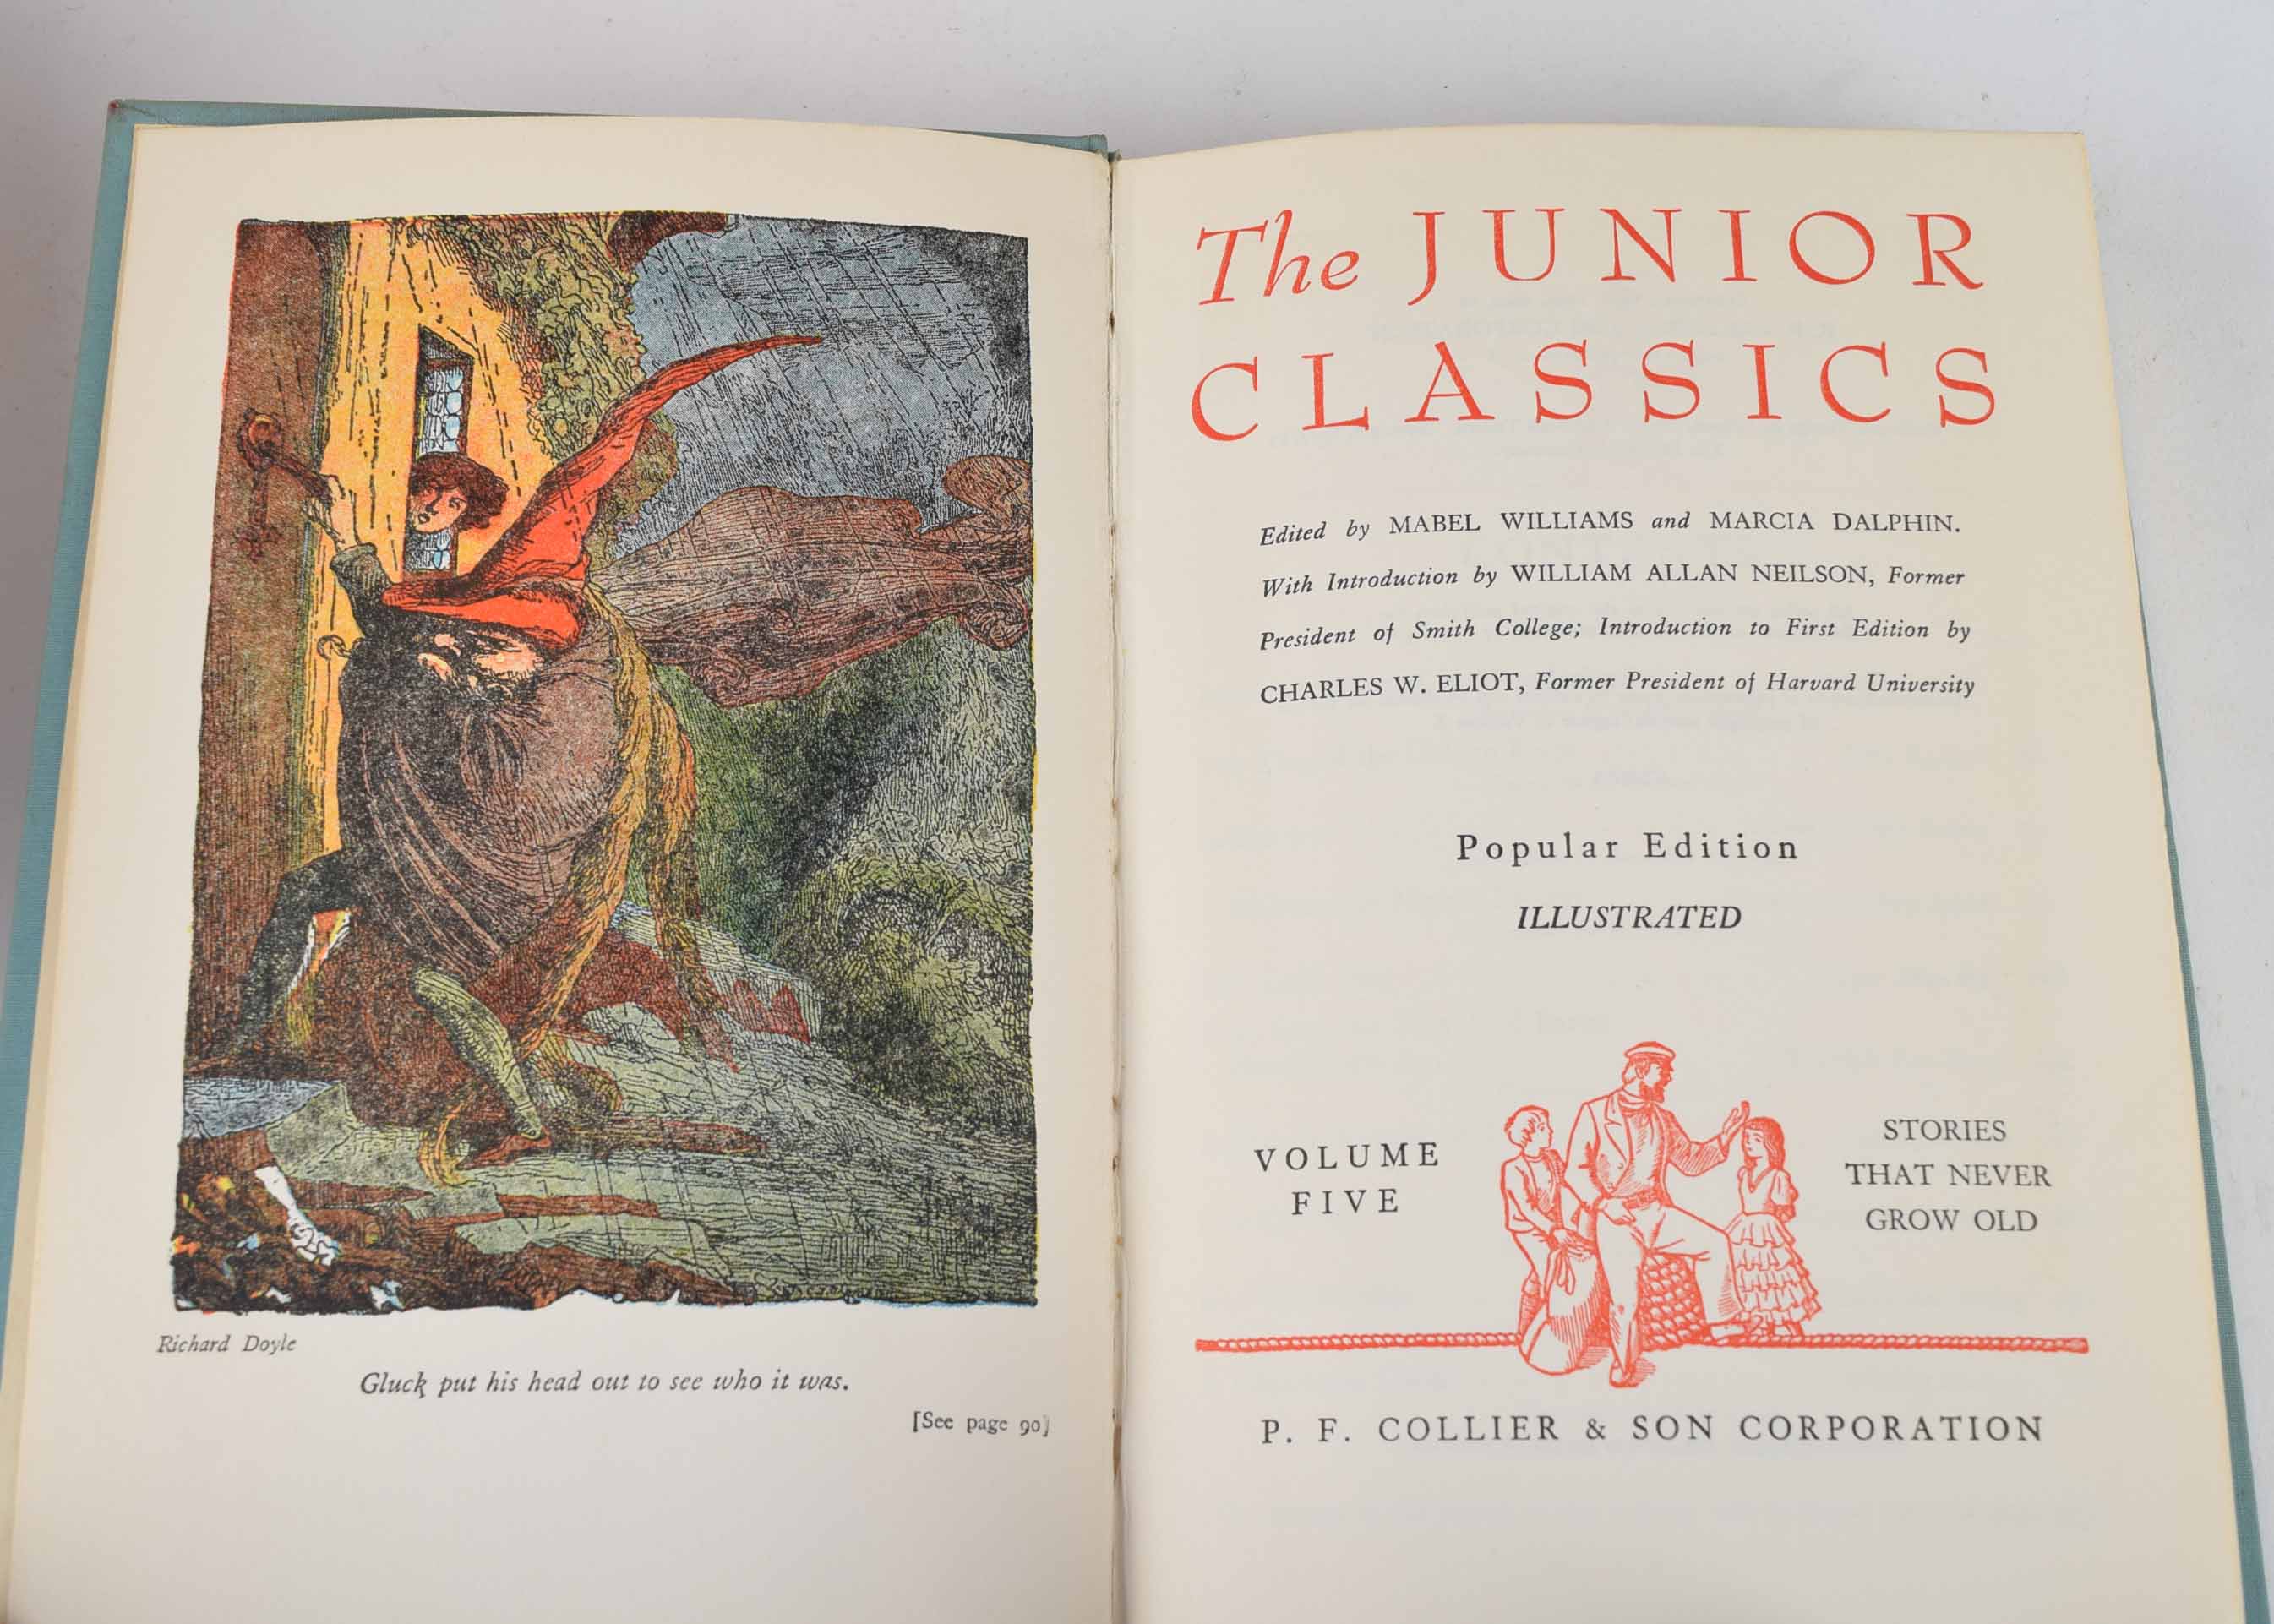 Richard Doyle
Gluck put his head out to see who it was.
[See page 90]
The JUNIOR
CLASSICS
Edited by MABEL WILLIAMS and MARCIA DALPHIN.
With Introduction by WILLIAM ALLAN NEILSON, Former
President of Smith College; Introduction to First Edition by
CHARLES W. ELIOT, Former President of Harvard University
Popular Edition
ILLUSTRATED
VOLUME
FIVE
STORIES
THAT NEVER
GROW OLD
P. F. COLLIER & SON CORPORATION